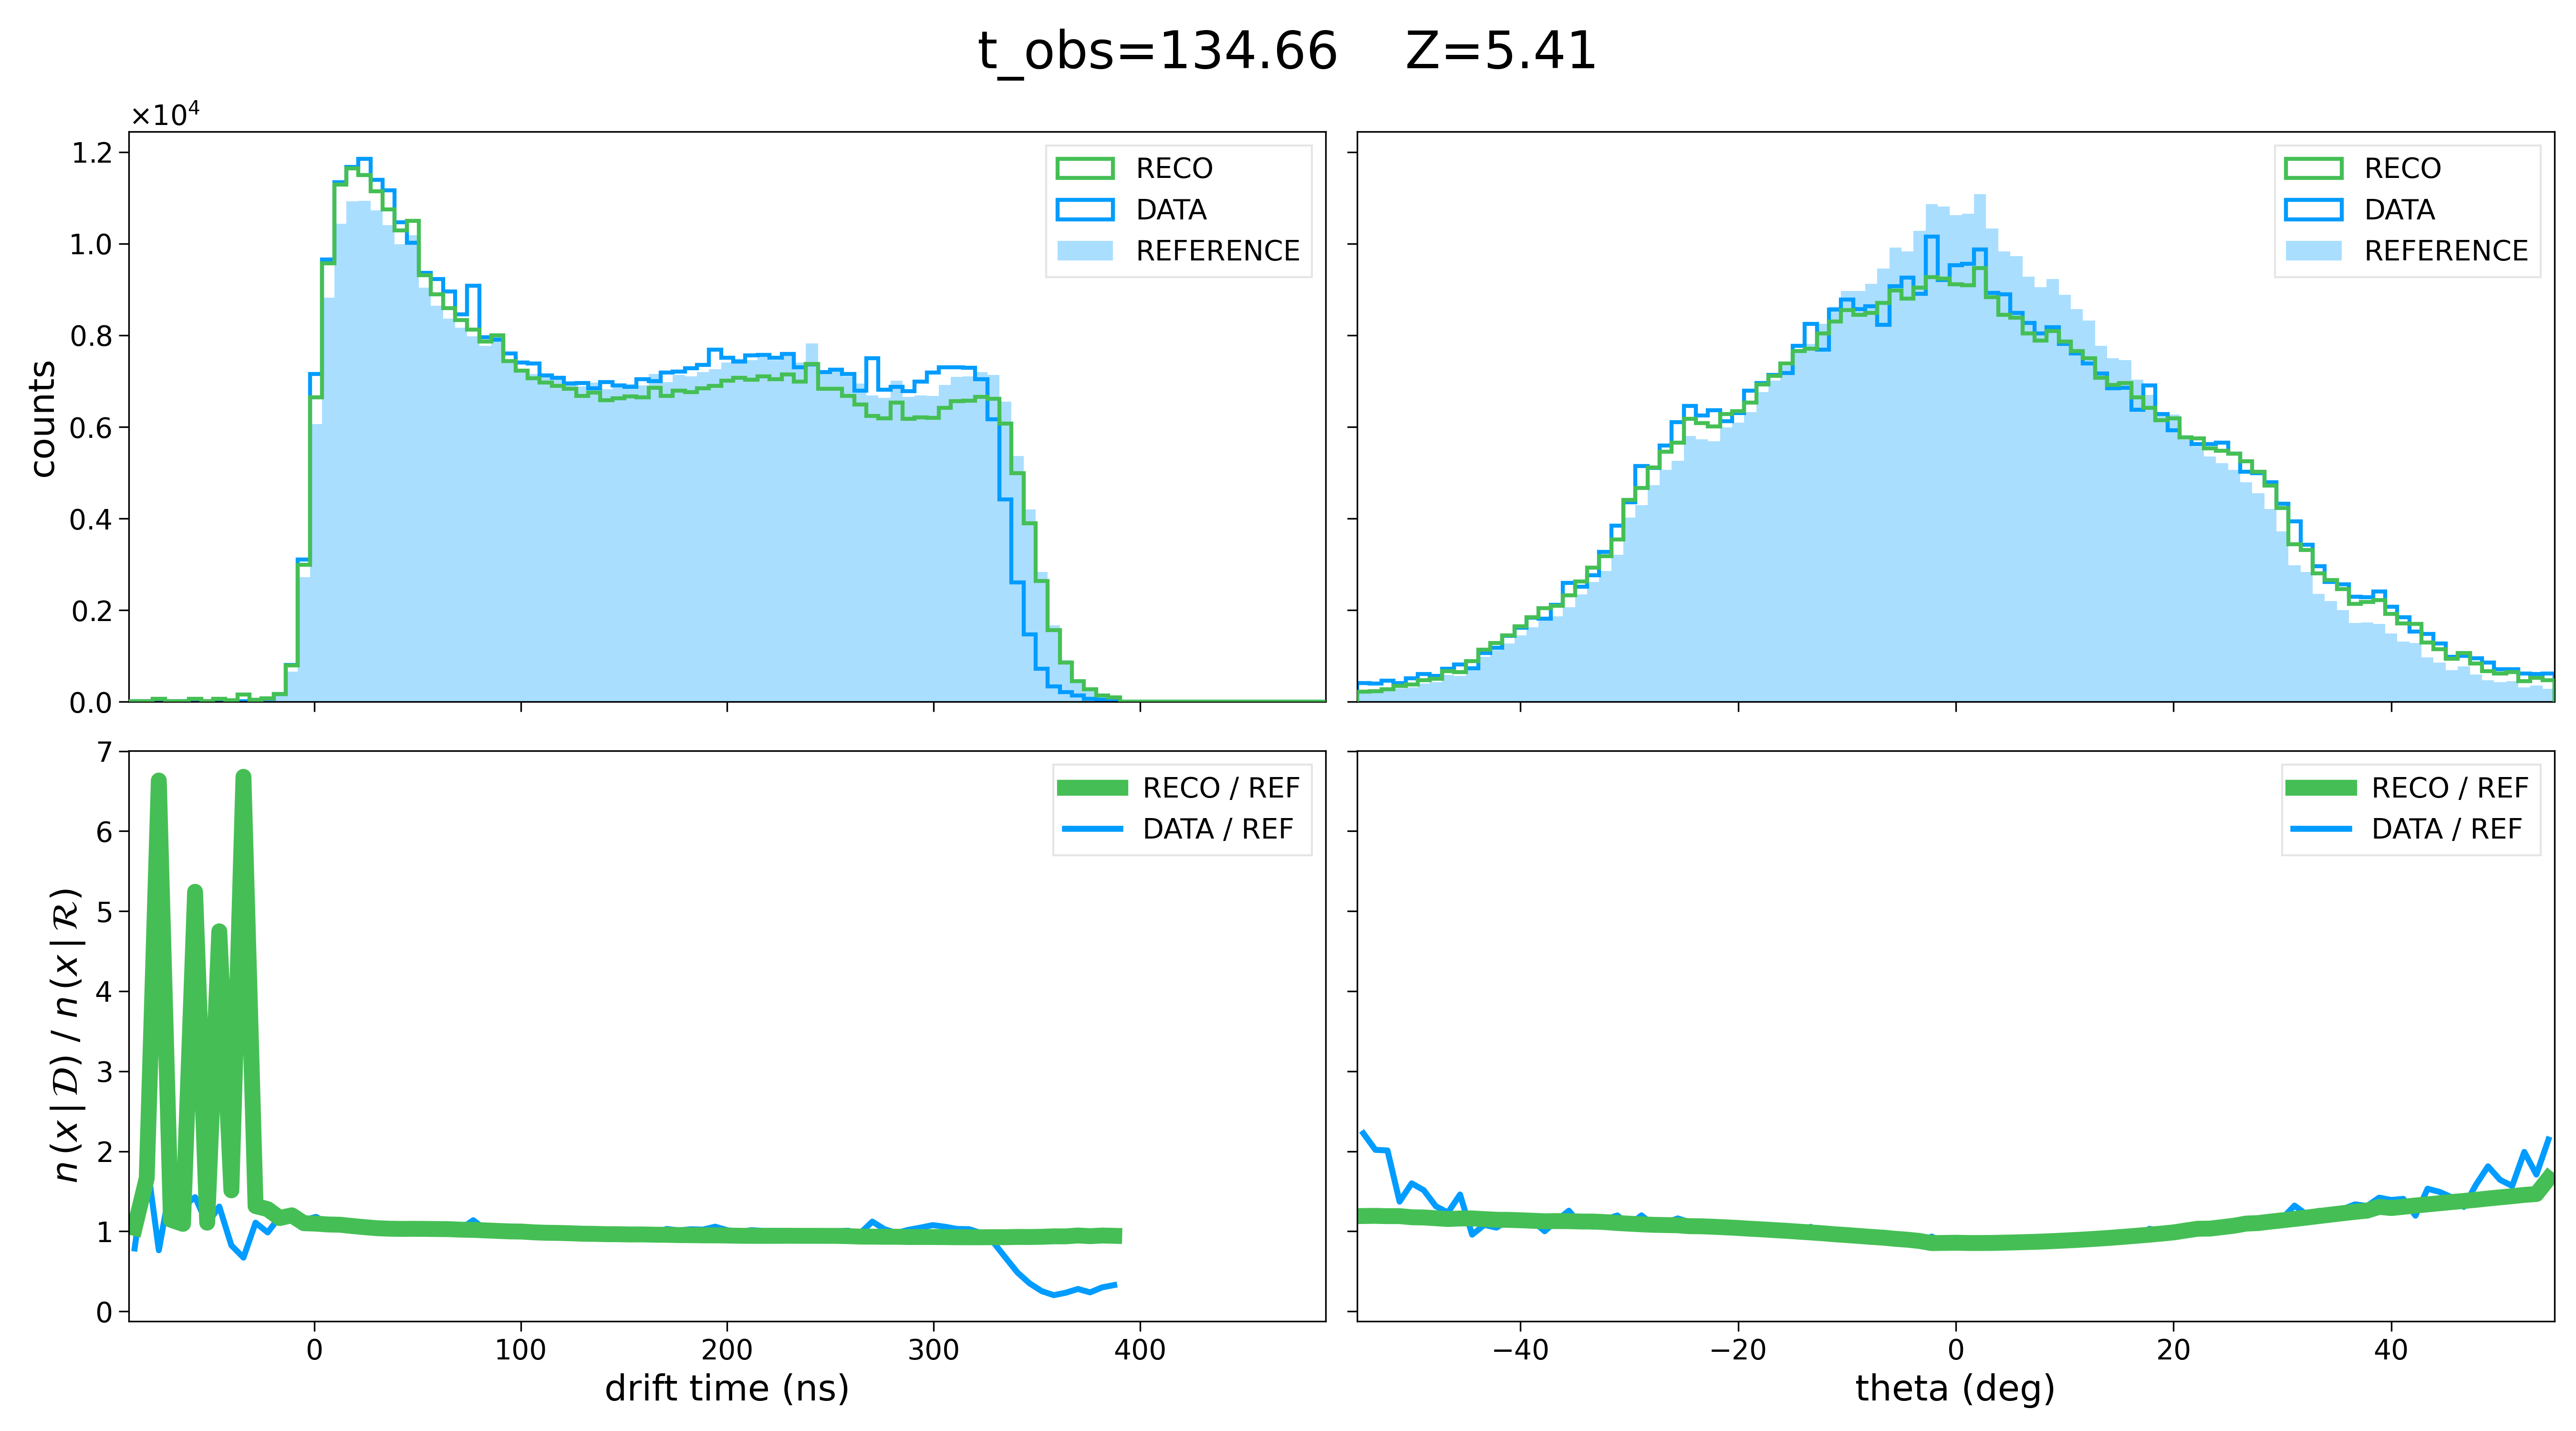 t_obs=134.66 Z=5.41
×10⁴
1.2
1.0
0.8
0.6
0.4
0.2
0.0
counts
RECO
DATA
REFERENCE
RECO
DATA
REFERENCE
7
6
5
4
3
2
1
0
n(x|𝒟) / n(x|ℛ)
RECO / REF
DATA / REF
RECO / REF
DATA / REF
0 100 200 300 400
drift time (ns)
−40 −20 0 20 40
theta (deg)